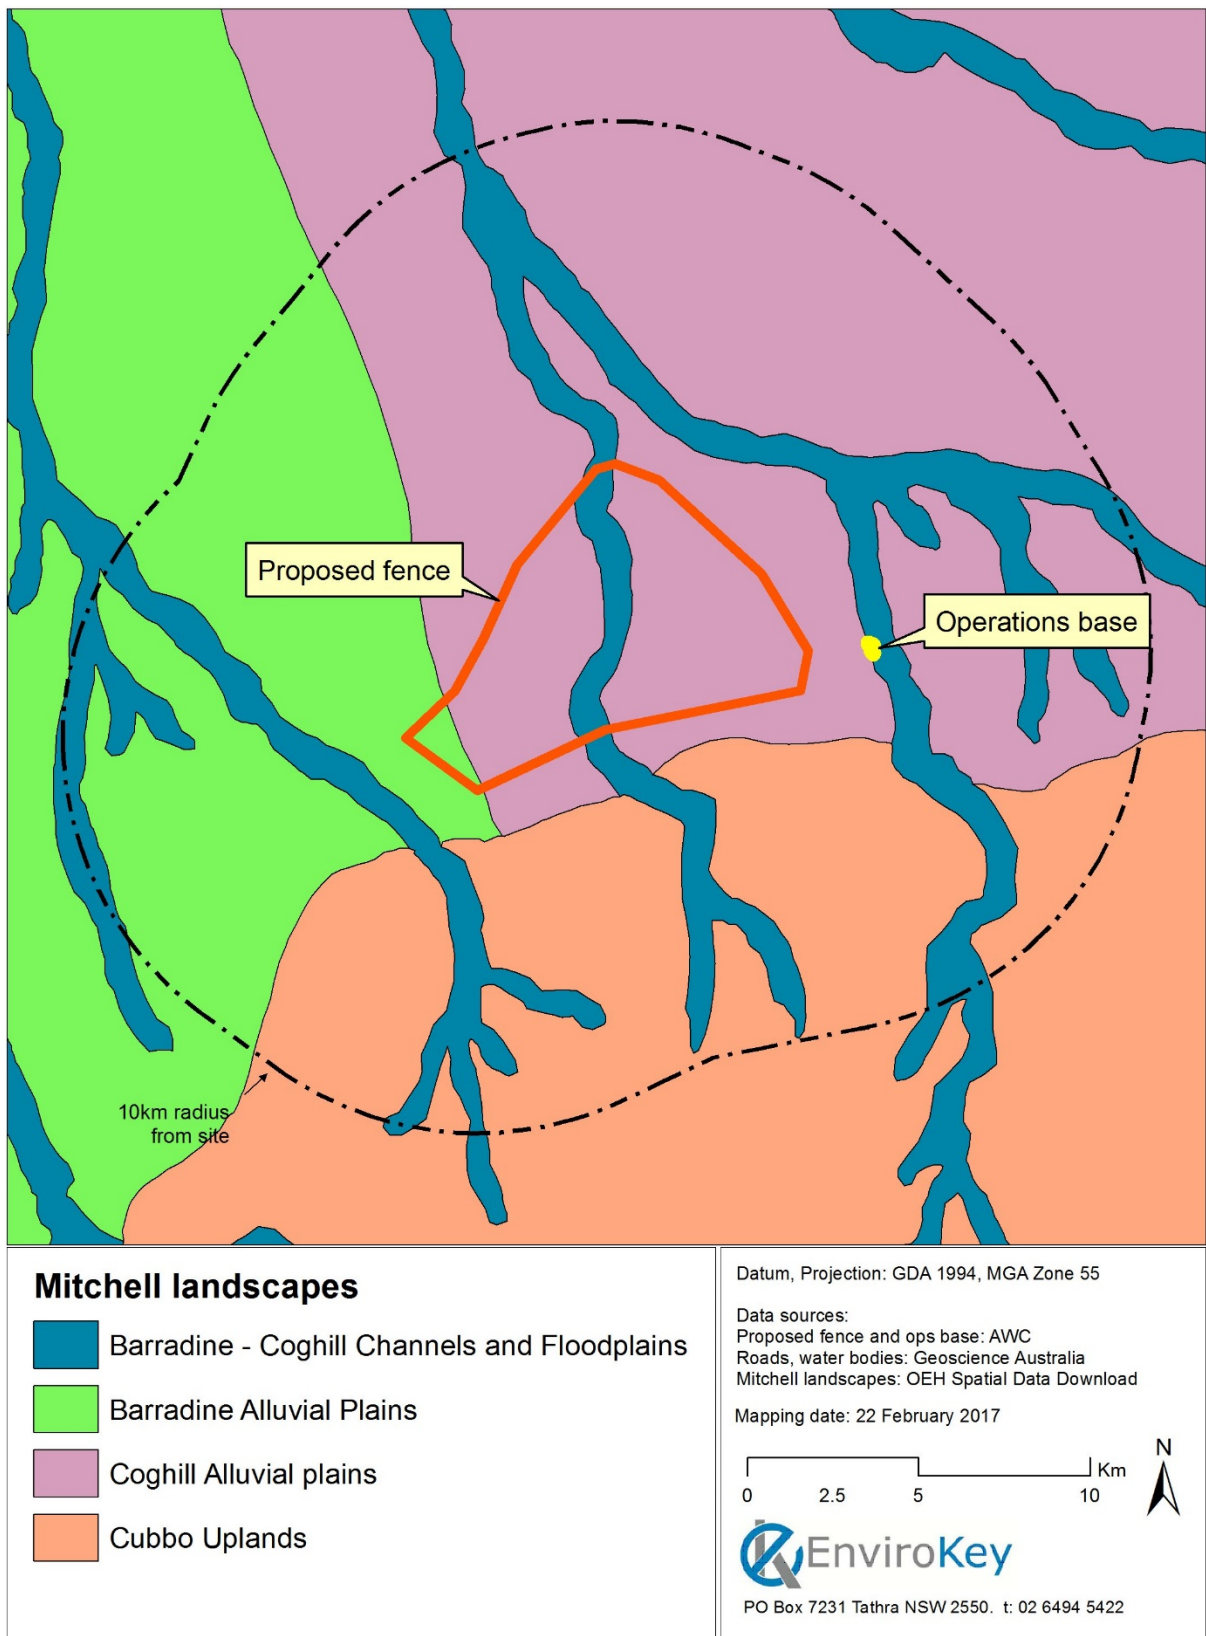 Proposed fence
Operations base
10km radius
from site
Mitchell landscapes
Barradine - Coghill Channels and Floodplains
Barradine Alluvial Plains
Coghill Alluvial plains
Cubbo Uplands
Datum, Projection: GDA 1994, MGA Zone 55
Data sources:
Proposed fence and ops base: AWC
Roads, water bodies: Geoscience Australia
Mitchell landscapes: OEH Spatial Data Download
Mapping date: 22 February 2017
N
Km
0 2.5 5 10
EnviroKey
PO Box 7231 Tathra NSW 2550. t: 02 6494 5422